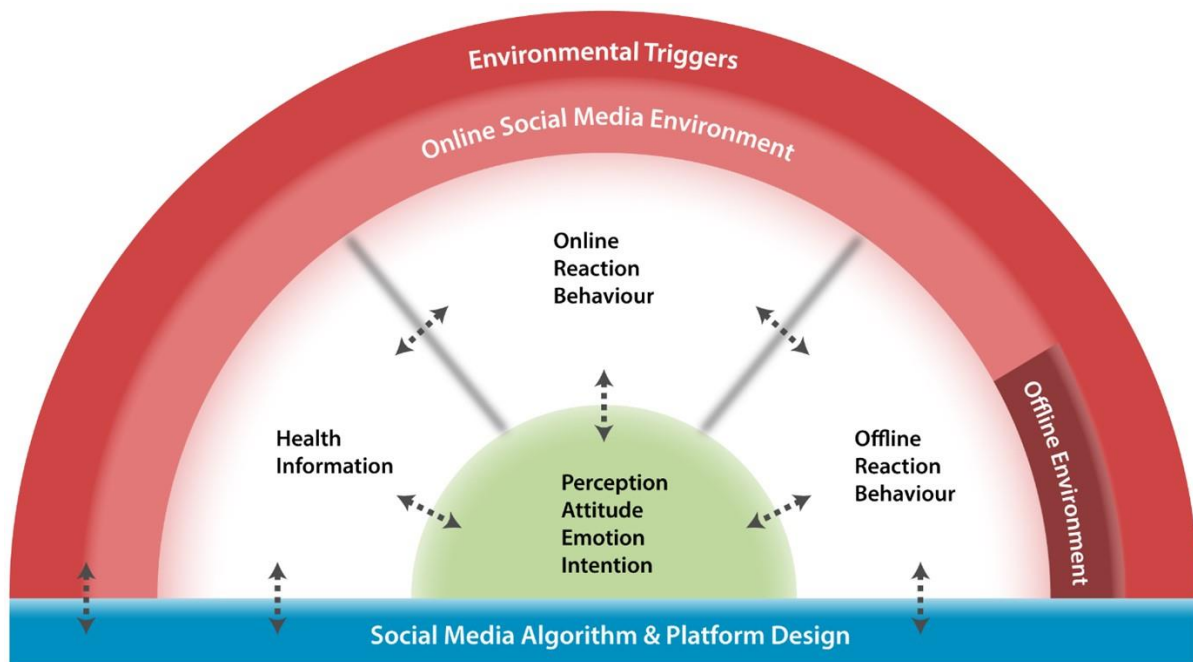 Environmental Triggers
Online Social Media Environment
Online
Reaction
Behaviour
Health
Information
Offline
Reaction
Behaviour
Offline Environment
Perception
Attitude
Emotion
Intention
Social Media Algorithm & Platform Design